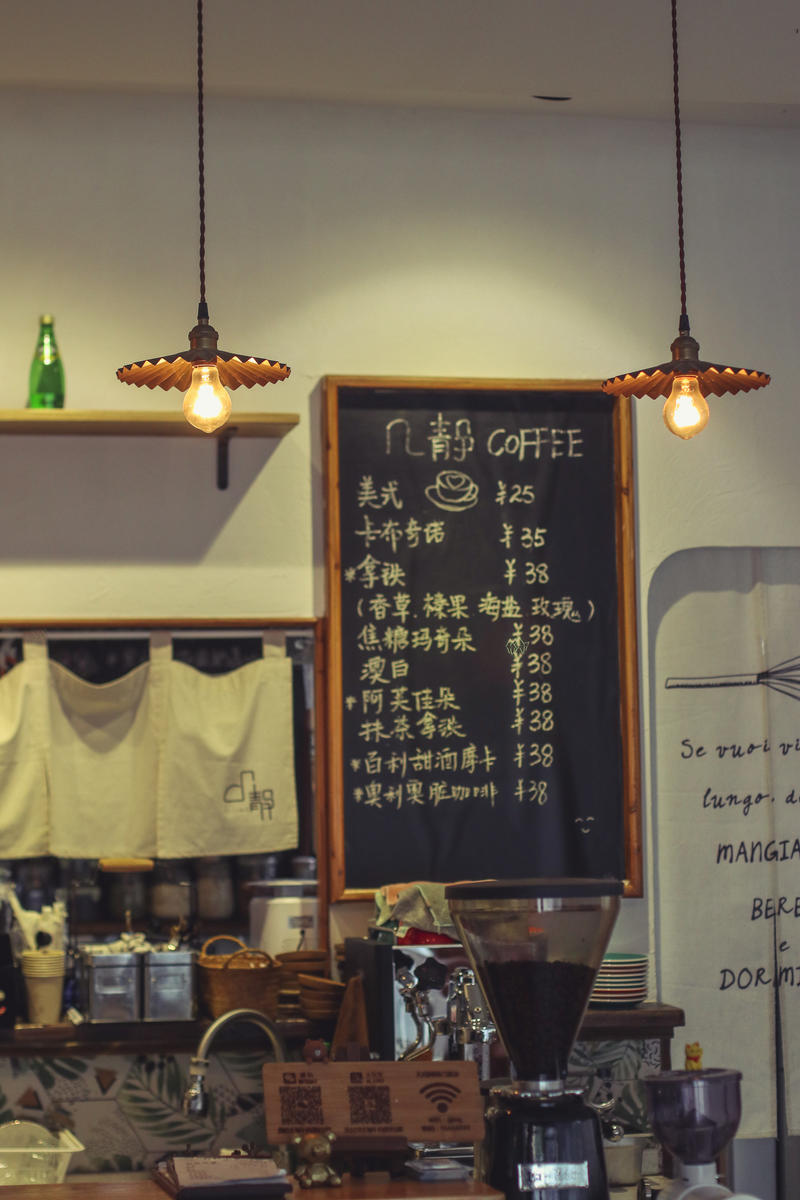 几静 COFFEE
美式 ¥25
卡布奇诺 ¥35
*拿铁 ¥38
(香草.榛果 海盐 玫瑰)
焦糖玛奇朵 ¥38
澳白 ¥38
*阿芙佳朵 ¥38
抹茶拿铁 ¥38
*百利甜酒摩卡 ¥38
*奥利奥脏咖啡 ¥38
几静
Se vuoi vi
lungo. d
MANGIA
BERE
e
DORMI